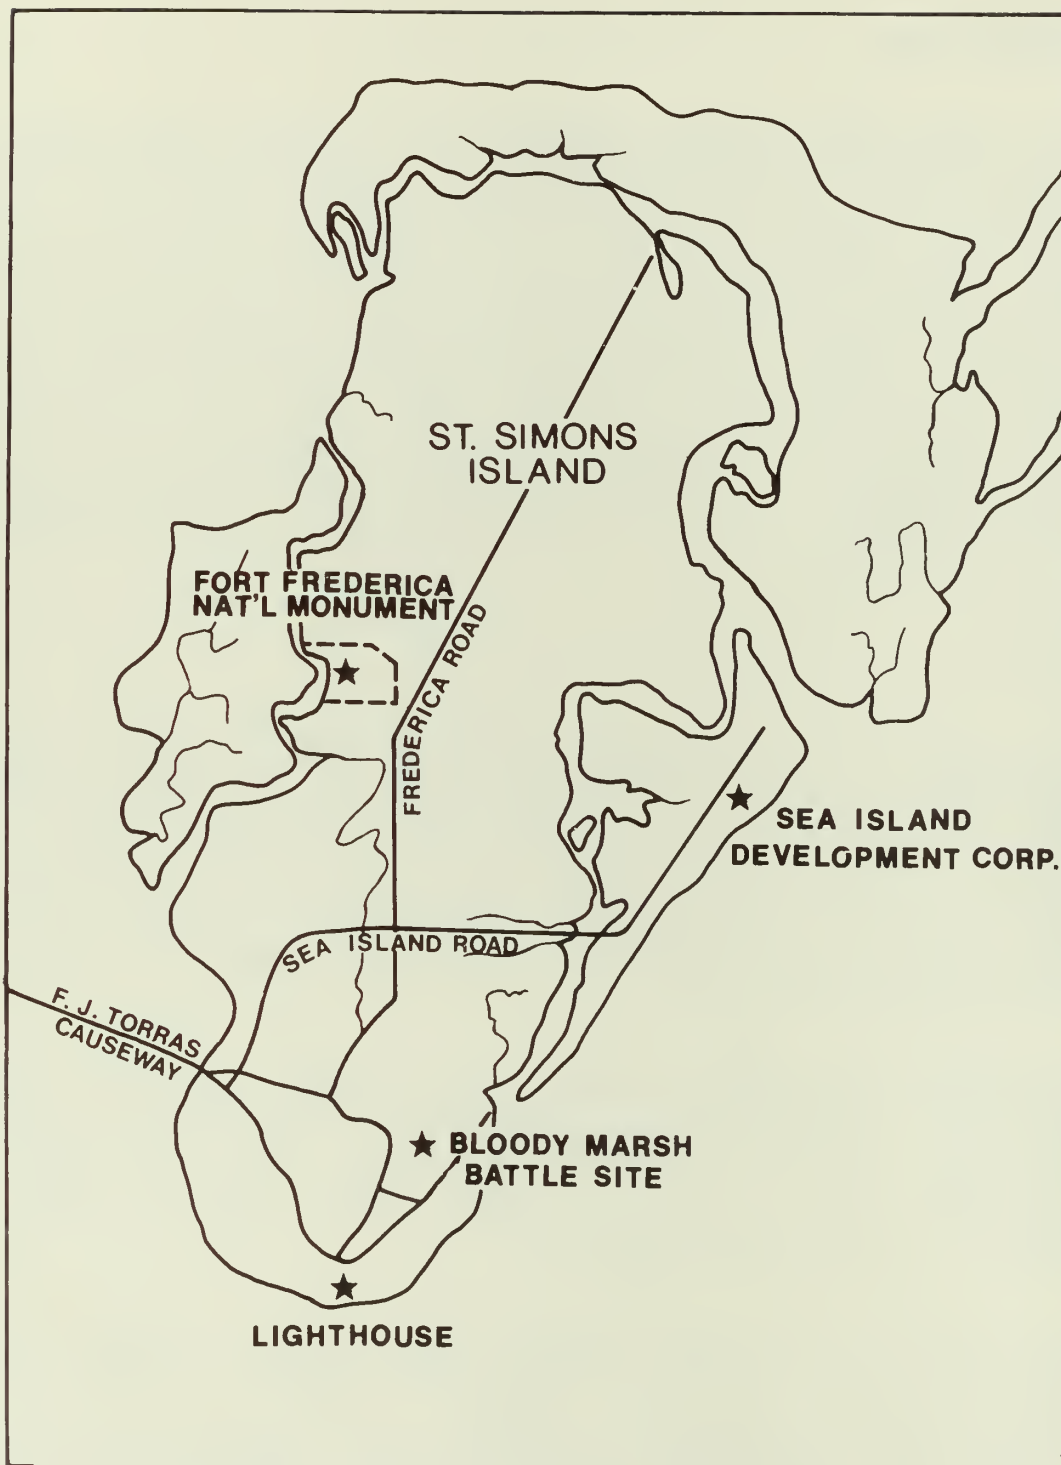 ST. SIMONS
ISLAND
FORT FREDERICA
NAT'L MONUMENT
FREDERICA ROAD
SEA ISLAND
DEVELOPMENT CORP.
SEA ISLAND ROAD
F. J. TORRAS
CAUSEWAY
BLOODY MARSH
BATTLE SITE
LIGHTHOUSE